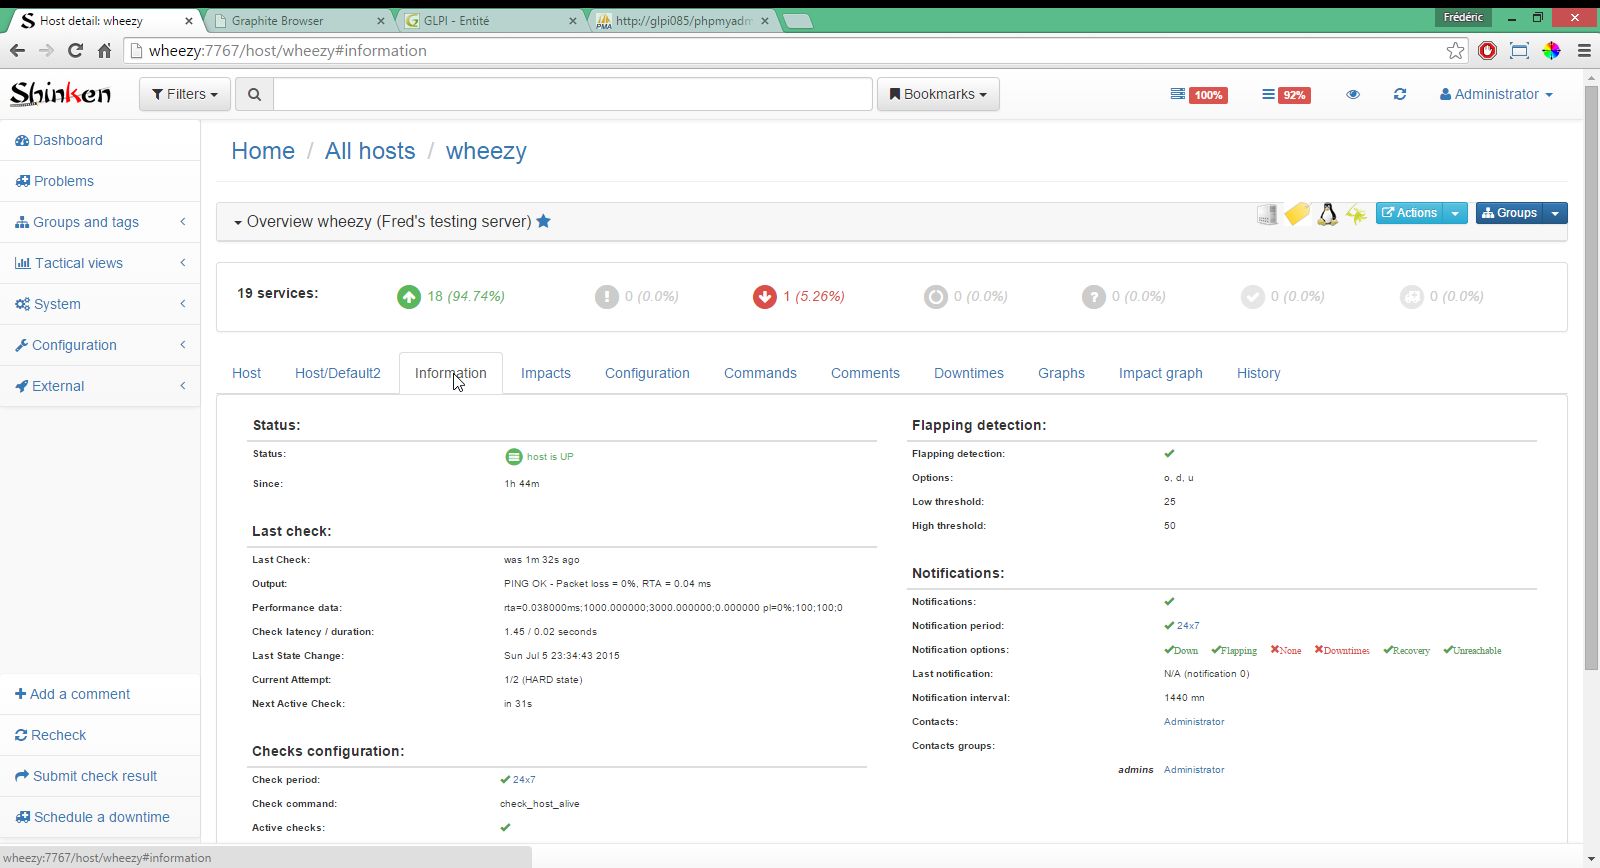 Host detail: wheezy
Graphite Browser
GLPI - Entité
http://glpi085/phpmyadm
Frédéric
wheezy:7767/host/wheezy#information
Shinken
Filters
Bookmarks
100%
92%
Administrator
Dashboard
Problems
Groups and tags
Tactical views
System
Configuration
External
Add a comment
Recheck
Submit check result
Schedule a downtime
Home / All hosts / wheezy
Overview wheezy (Fred's testing server)
Actions
Groups
19 services:
18 (94.74%)
0 (0.0%)
1 (5.26%)
0 (0.0%)
0 (0.0%)
0 (0.0%)
0 (0.0%)
Host
Host/Default2
Information
Impacts
Configuration
Commands
Comments
Downtimes
Graphs
Impact graph
History
Status:
Status: host is UP
Since: 1h 44m
Last check:
Last Check: was 1m 32s ago
Output: PING OK - Packet loss = 0%, RTA = 0.04 ms
Performance data: rta=0.038000ms;1000.000000;3000.000000;0.000000 pl=0%;100;100;0
Check latency / duration: 1.45 / 0.02 seconds
Last State Change: Sun Jul 5 23:34:43 2015
Current Attempt: 1/2 (HARD state)
Next Active Check: in 31s
Checks configuration:
Check period: 24x7
Check command: check_host_alive
Active checks:
Flapping detection:
Flapping detection:
Options: o, d, u
Low threshold: 25
High threshold: 50
Notifications:
Notifications:
Notification period: 24x7
Notification options: Down Flapping None Downtimes Recovery Unreachable
Last notification: N/A (notification 0)
Notification interval: 1440 mn
Contacts: Administrator
Contacts groups:
admins Administrator
wheezy:7767/host/wheezy#information